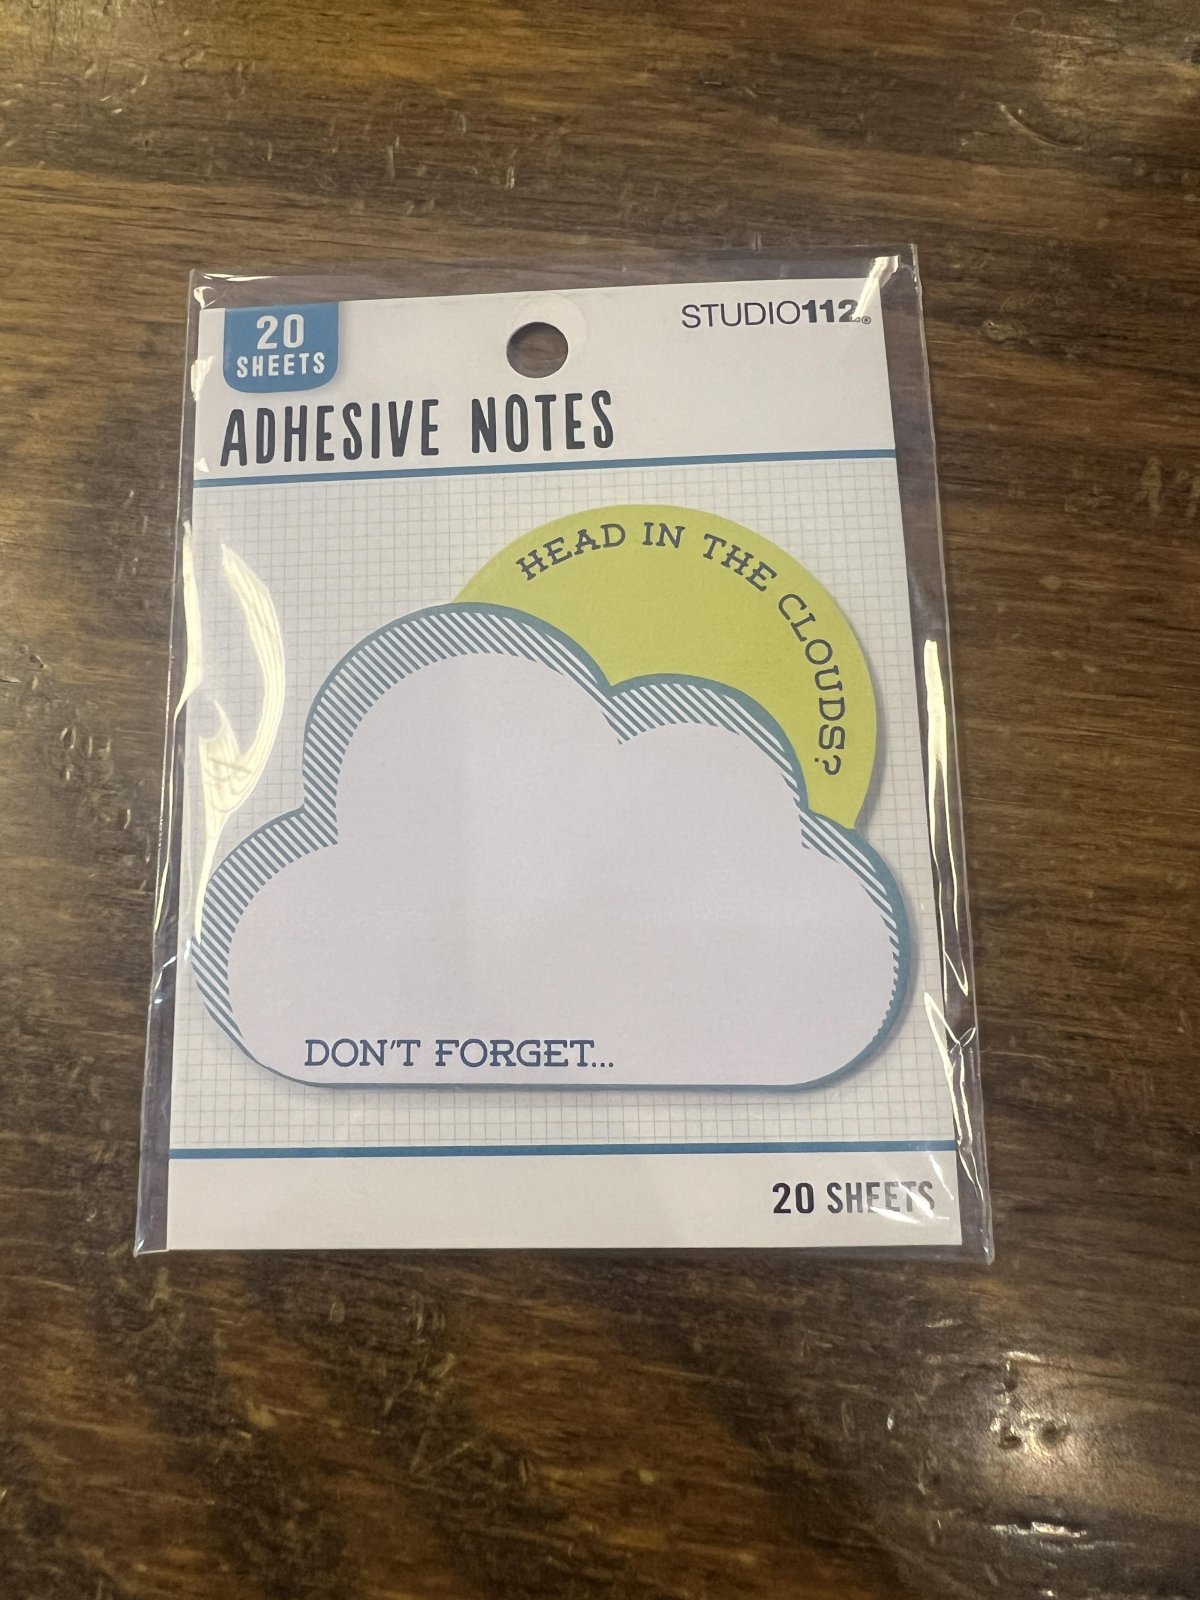 20
SHEETS
STUDIO112®
ADHESIVE NOTES
HEAD IN THE CLOUDS?
DON'T FORGET...
20 SHEETS